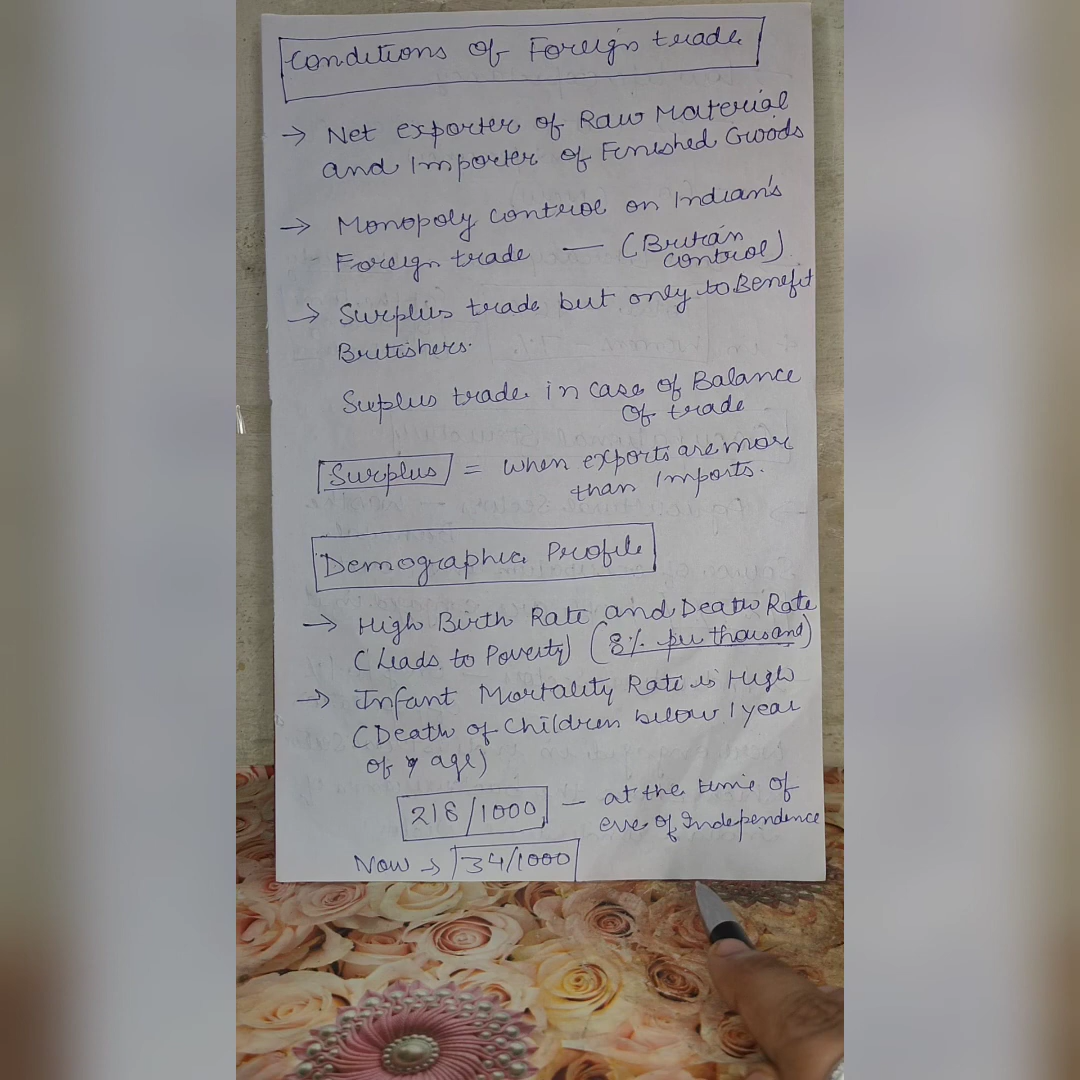 Conditions of Foreign trade
→ Net exporter of Raw Material
and Importer of Finished Goods
→ Monopoly control on Indian's
Foreign trade — (Britain
control)
→ Surplus trade but only to Benefit
Britishers.
Suplus trade in case of Balance
Of trade
Surplus = when exports are more
than Imports.
Demographic Profile
→ High Birth Rate and Death Rate
(Leads to Poverty) (8% per thousand)
→ Infant Mortality Rate is High
(Death of Children below 1 year
of age)
218/1000 — at the time of
eve of Independence
Now → 34/1000